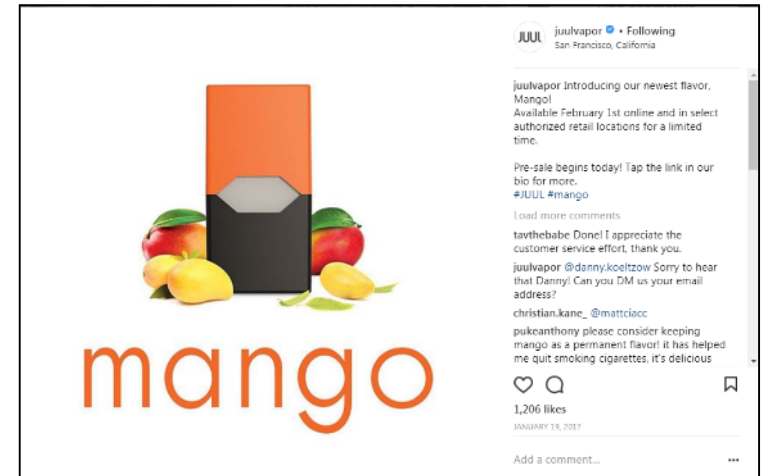 mango
JUUL
juulvapor • Following
San Francisco, California
juulvapor Introducing our newest flavor,
Mango!
Available February 1st online and in select
authorized retail locations for a limited
time.
Pre-sale begins today! Tap the link in our
bio for more.
#JUUL #mango
Load more comments
tavthebabe Done! I appreciate the
customer service effort, thank you.
juulvapor @danny.koeltzow Sorry to hear
that Danny! Can you DM us your email
address?
christian.kane_ @mattciacc
pukeanthony please consider keeping
mango as a permanent flavor! it has helped
me quit smoking cigarettes, it's delicious
1,206 likes
JANUARY 19, 2017
Add a comment...